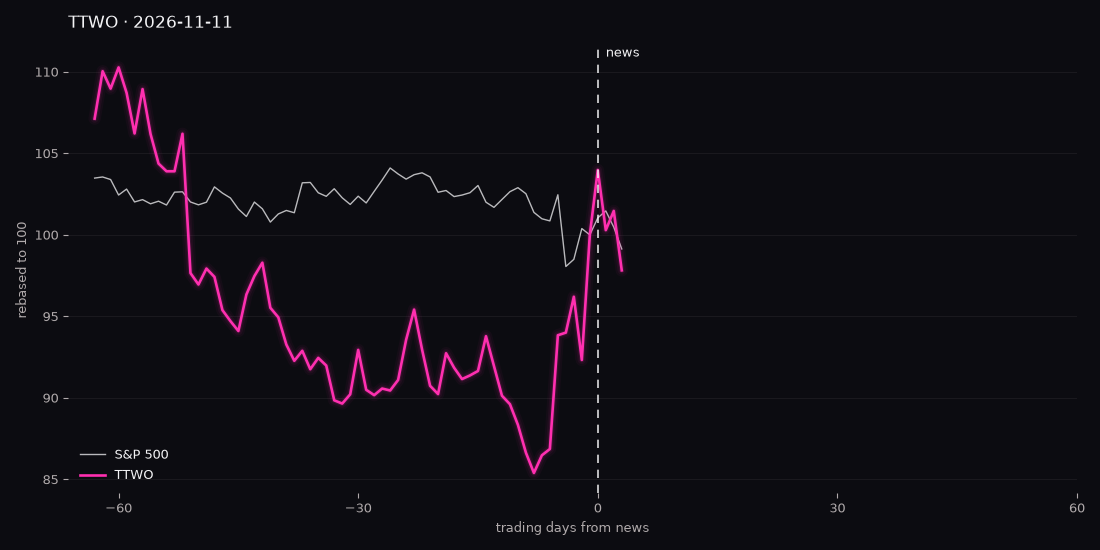 TTWO · 2026-11-11
news
110
105
100
95
90
85
rebased to 100
S&P 500
TTWO
−60
−30
0
30
60
trading days from news